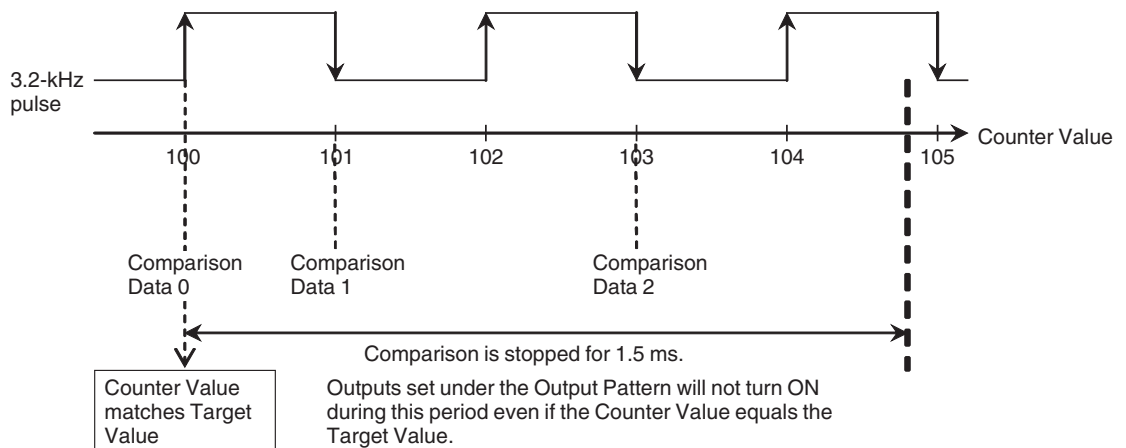 3.2-kHz
pulse
Counter Value
100 101 102 103 104 105
Comparison
Data 0
Comparison
Data 1
Comparison
Data 2
Comparison is stopped for 1.5 ms.
Counter Value
matches Target
Value
Outputs set under the Output Pattern will not turn ON
during this period even if the Counter Value equals the
Target Value.